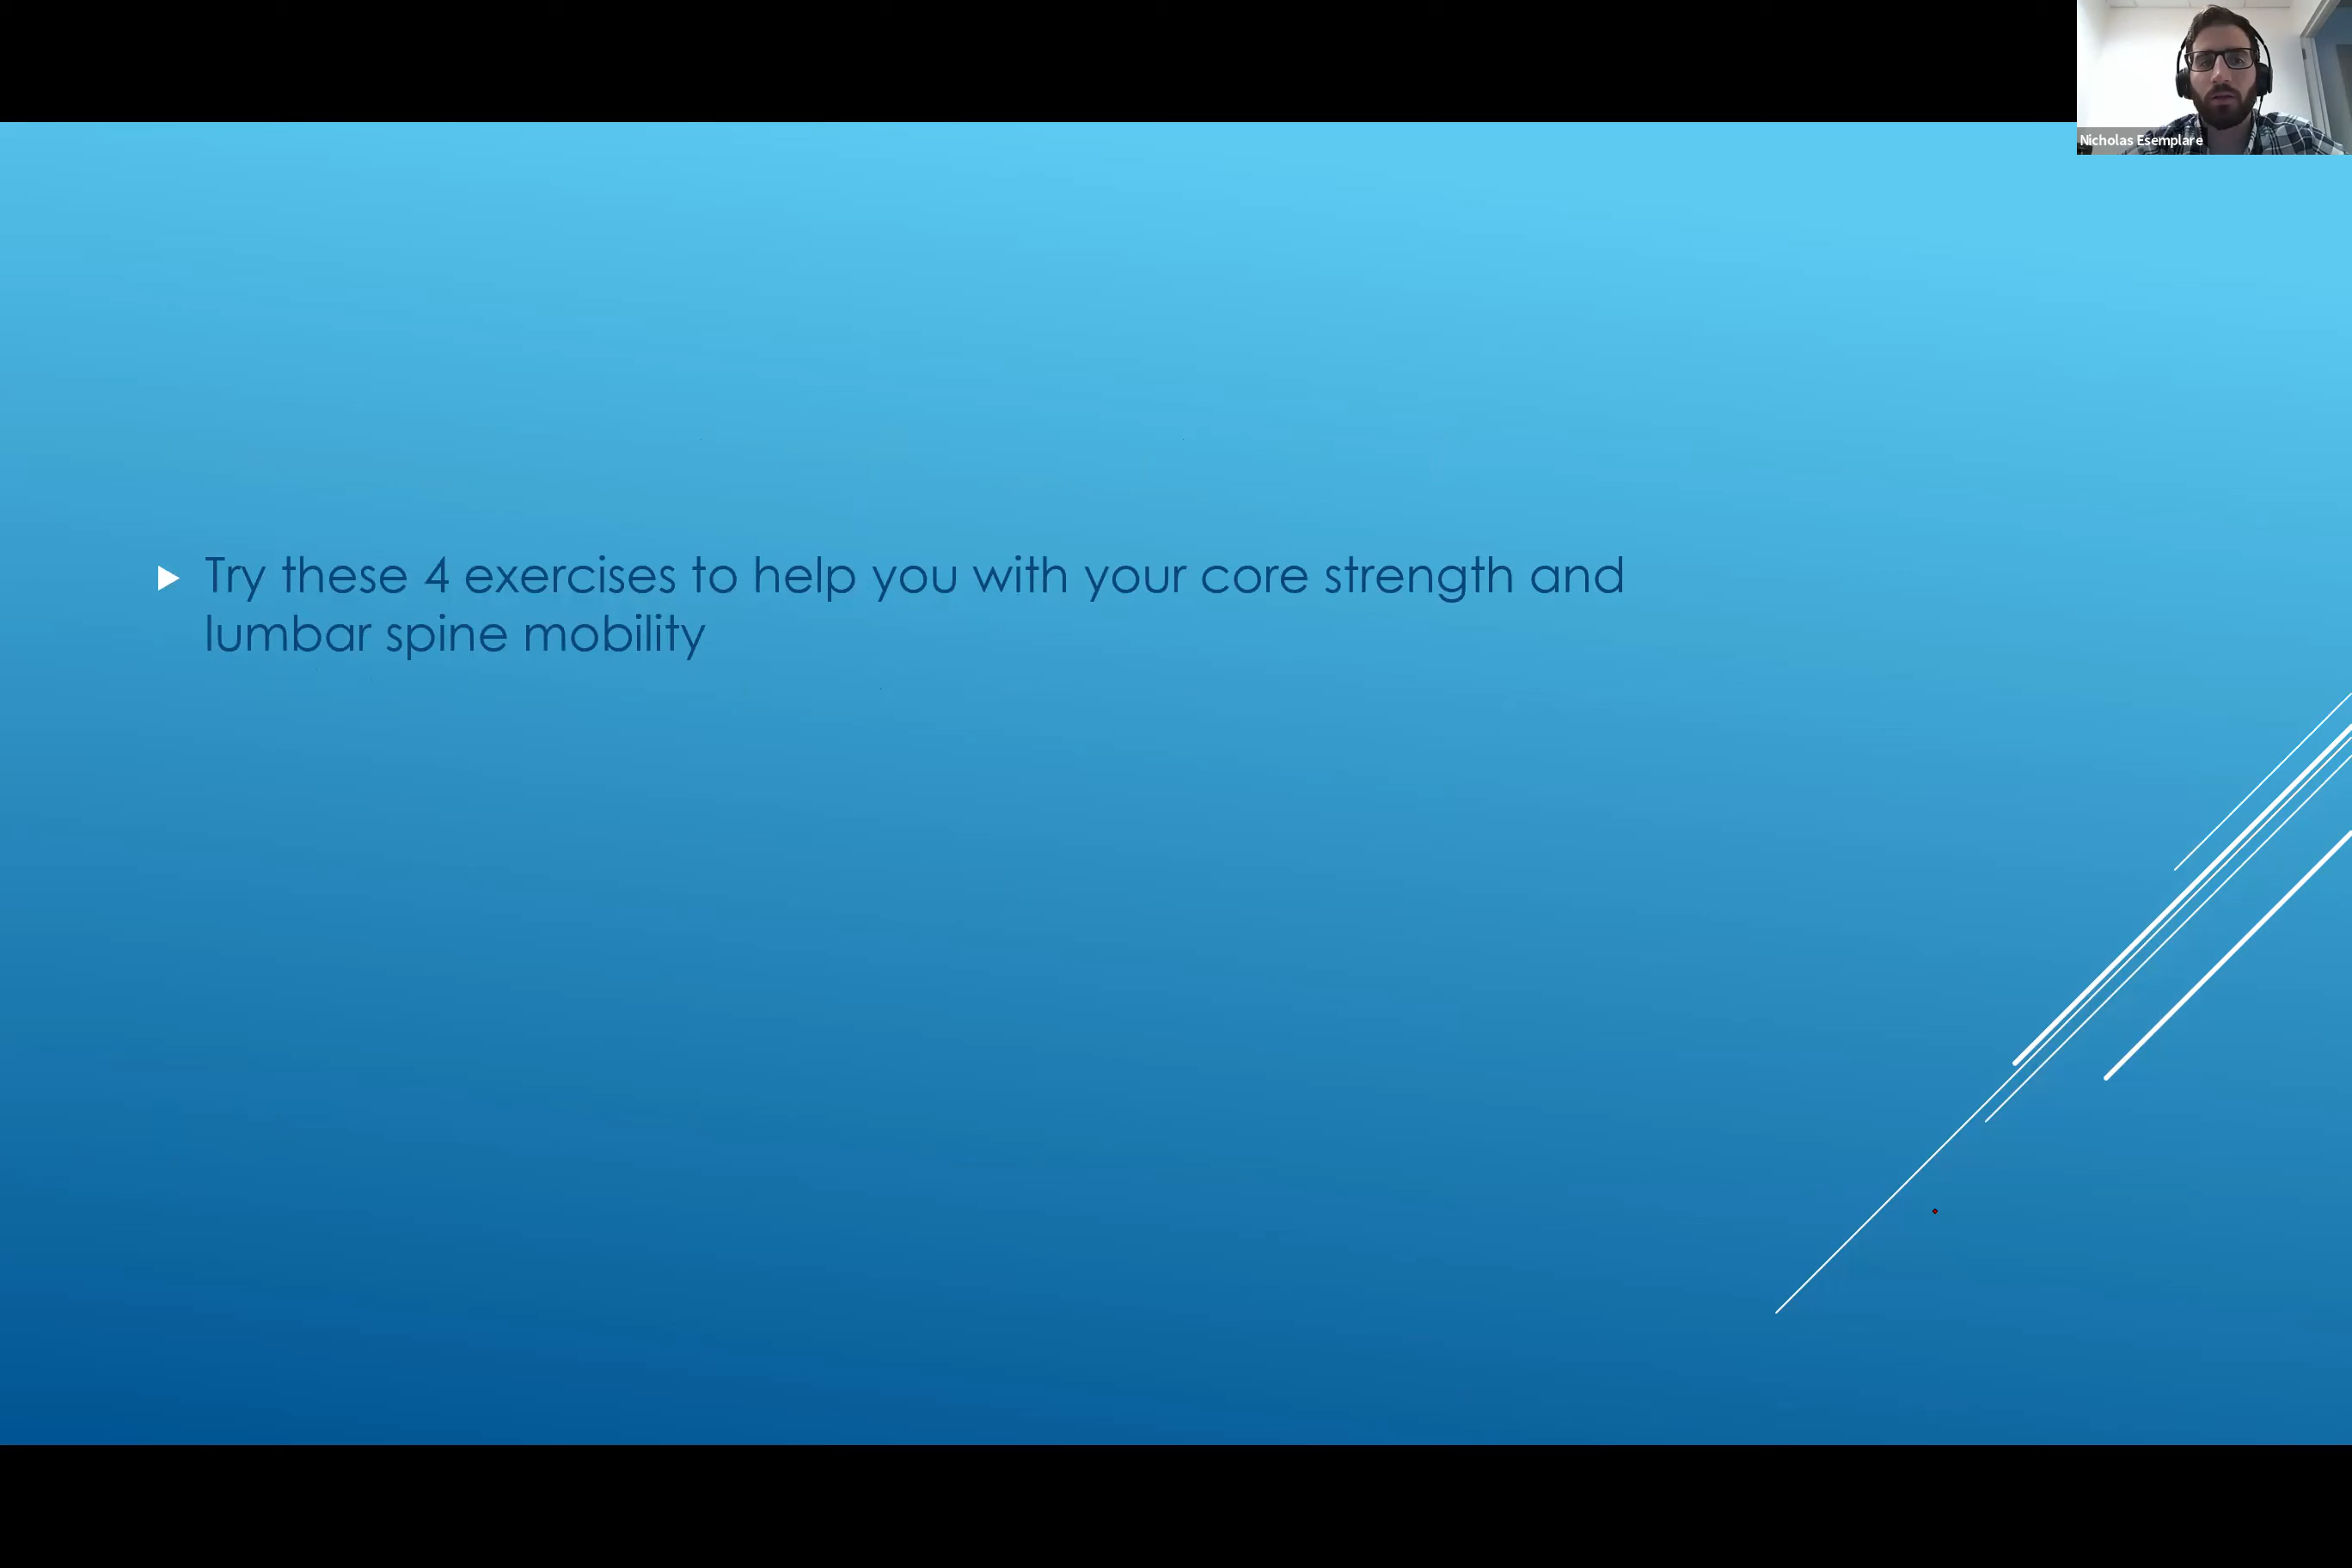 Nicholas Esemplare
Try these 4 exercises to help you with your core strength and
lumbar spine mobility